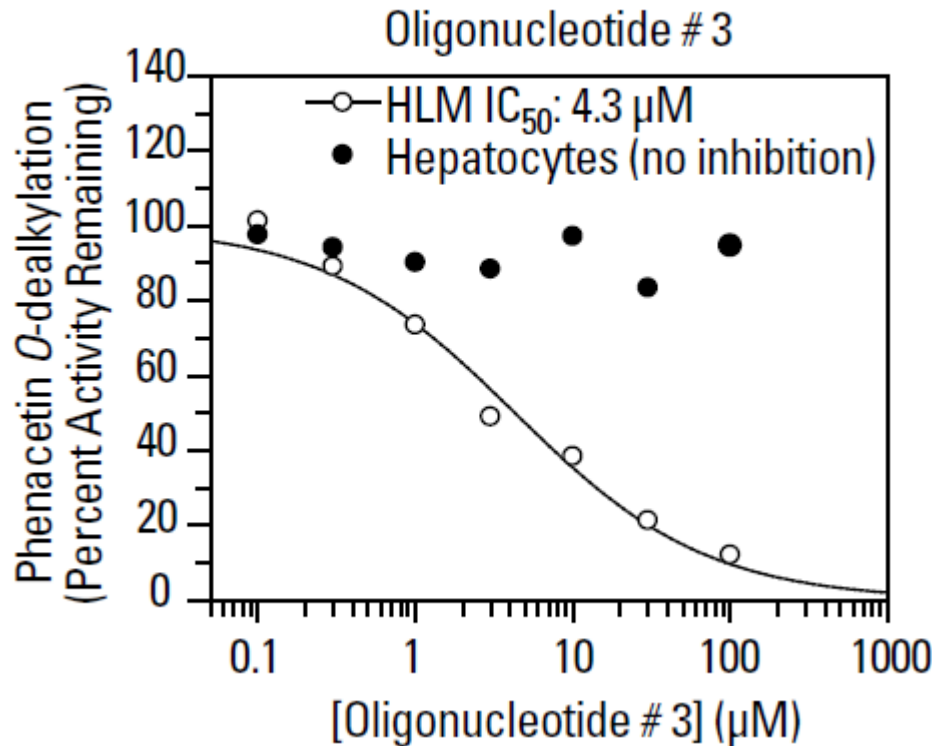 Oligonucleotide # 3
HLM IC50: 4.3 µM
Hepatocytes (no inhibition)
Phenacetin O-dealkylation
(Percent Activity Remaining)
140
120
100
80
60
40
20
0
0.1 1 10 100 1000
[Oligonucleotide # 3] (µM)